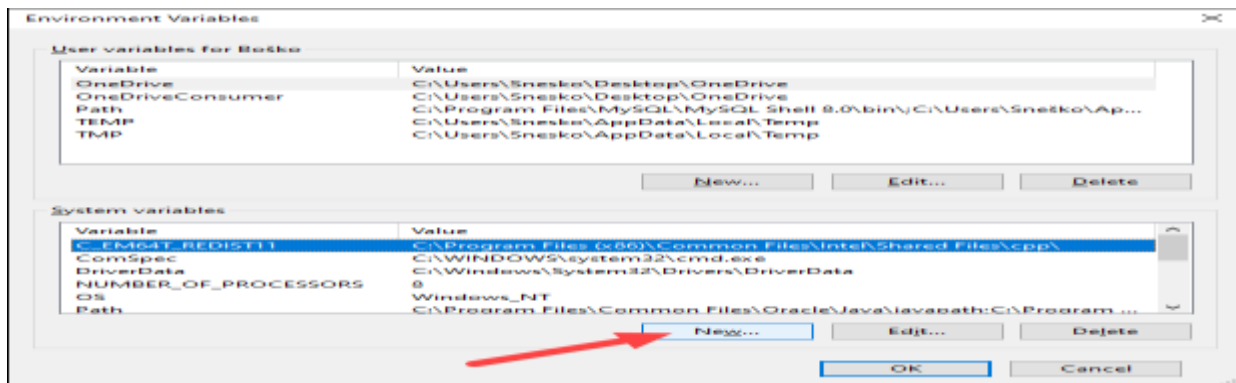 Environment Variables
User variables for Boško
Variable Value
OneDrive C:\Users\Snesko\Desktop\OneDrive
OneDriveConsumer C:\Users\Snesko\Desktop\OneDrive
Path C:\Program Files\MySQL\MySQL Shell 8.0\bin\;C:\Users\Sneško\Ap...
TEMP C:\Users\Snesko\AppData\Local\Temp
TMP C:\Users\Snesko\AppData\Local\Temp
New... Edit... Delete
System variables
Variable Value
C_EM64T_REDIST11 C:\Program Files (x86)\Common Files\Intel\Shared Files\cpp\
ComSpec C:\WINDOWS\system32\cmd.exe
DriverData C:\Windows\System32\Drivers\DriverData
NUMBER_OF_PROCESSORS 8
OS Windows_NT
Path C:\Program Files\Common Files\Oracle\Java\javapath;C:\Program ...
New... Edit... Delete
OK Cancel